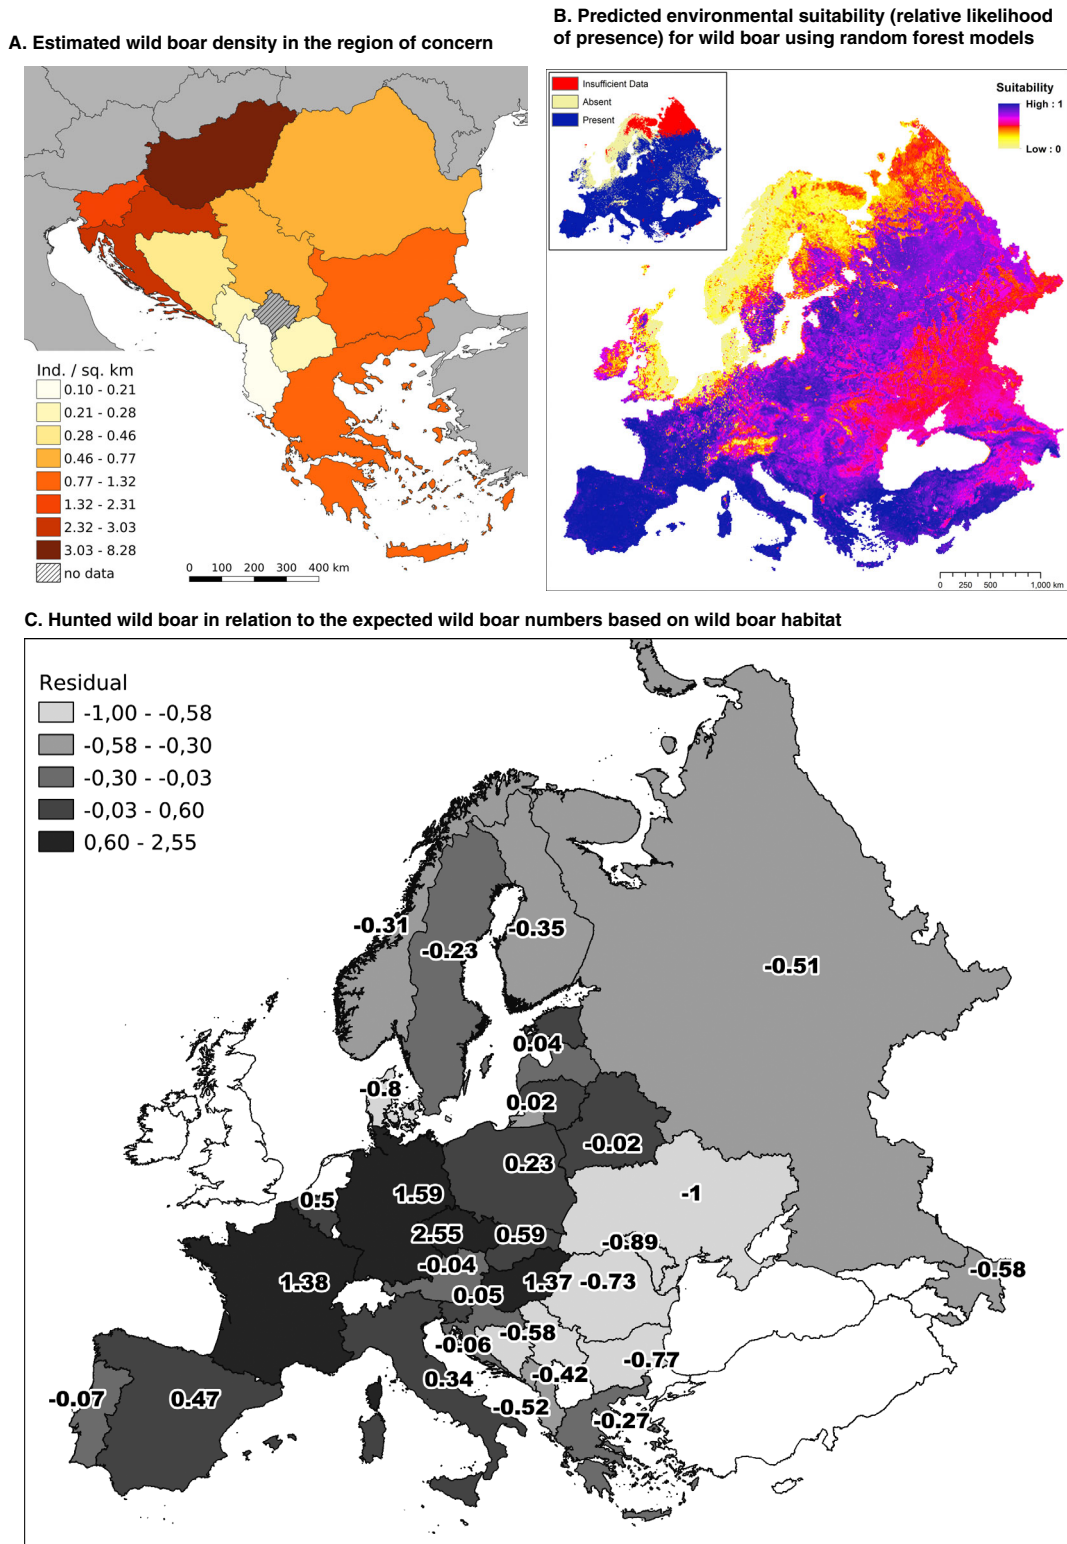 A. Estimated wild boar density in the region of concern
Ind. / sq. km
0.10 - 0.21
0.21 - 0.28
0.28 - 0.46
0.46 - 0.77
0.77 - 1.32
1.32 - 2.31
2.32 - 3.03
3.03 - 8.28
no data
0 100 200 300 400 km
B. Predicted environmental suitability (relative likelihood
of presence) for wild boar using random forest models
Insufficient Data
Absent
Present
Suitability
High : 1
Low : 0
0 250 500 1,000 km
C. Hunted wild boar in relation to the expected wild boar numbers based on wild boar habitat
Residual
-1,00 - -0,58
-0,58 - -0,30
-0,30 - -0,03
-0,03 - 0,60
0,60 - 2,55
-0.31
-0.23
-0.35
-0.51
0.04
-0.8
0.02
-0.02
0.23
0.5
1.59
-1
2.55
0.59
-0.89
-0.04
1.38
1.37
-0.73
-0.58
0.05
-0.58
-0.06
-0.77
0.34
-0.42
-0.07
0.47
-0.52
-0.27